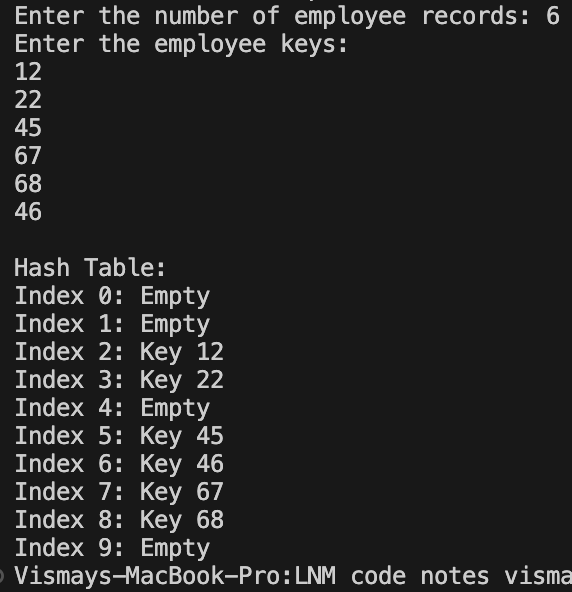 Enter the number of employee records: 6
Enter the employee keys:
12
22
45
67
68
46
Hash Table:
Index 0: Empty
Index 1: Empty
Index 2: Key 12
Index 3: Key 22
Index 4: Empty
Index 5: Key 45
Index 6: Key 46
Index 7: Key 67
Index 8: Key 68
Index 9: Empty
Vismays-MacBook-Pro:LNM code notes visma